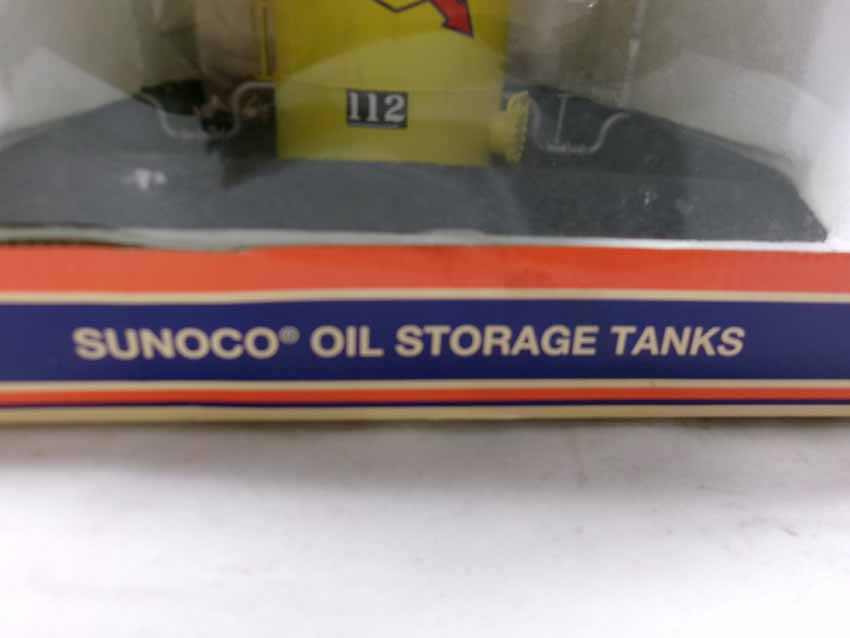 112
SUNOCO® OIL STORAGE TANKS